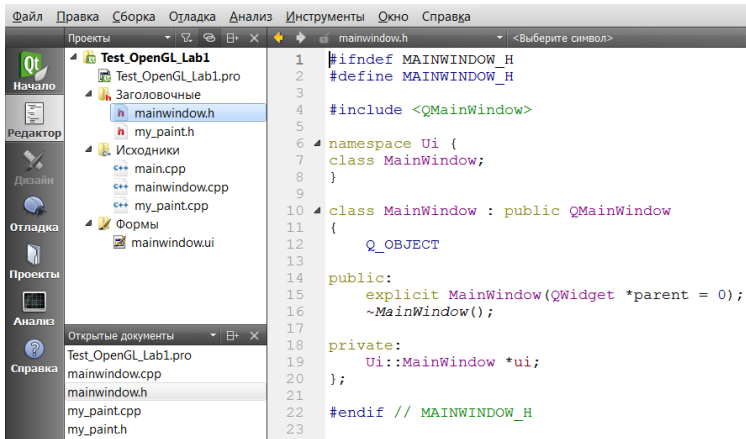 Файл Правка Сборка Отладка Анализ Инструменты Окно Справка
Проекты
mainwindow.h
<Выберите символ>
Qt
Начало
Редактор
Дизайн
Отладка
Проекты
Анализ
Справка
Test_OpenGL_Lab1
Test_OpenGL_Lab1.pro
Заголовочные
h mainwindow.h
h my_paint.h
Исходники
c++ main.cpp
c++ mainwindow.cpp
c++ my_paint.cpp
Формы
mainwindow.ui
Открытые документы
Test_OpenGL_Lab1.pro
mainwindow.cpp
mainwindow.h
my_paint.cpp
my_paint.h
1 #ifndef MAINWINDOW_H
2 #define MAINWINDOW_H
3
4 #include <QMainWindow>
5
6 namespace Ui {
7 class MainWindow;
8 }
9
10 class MainWindow : public QMainWindow
11 {
12 Q_OBJECT
13
14 public:
15 explicit MainWindow(QWidget *parent = 0);
16 ~MainWindow();
17
18 private:
19 Ui::MainWindow *ui;
20 };
21
22 #endif // MAINWINDOW_H
23